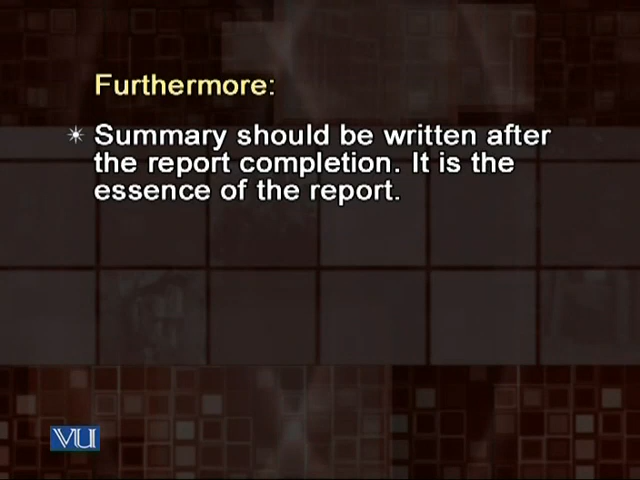 Furthermore:
Summary should be written after
the report completion. It is the
essence of the report.
VU